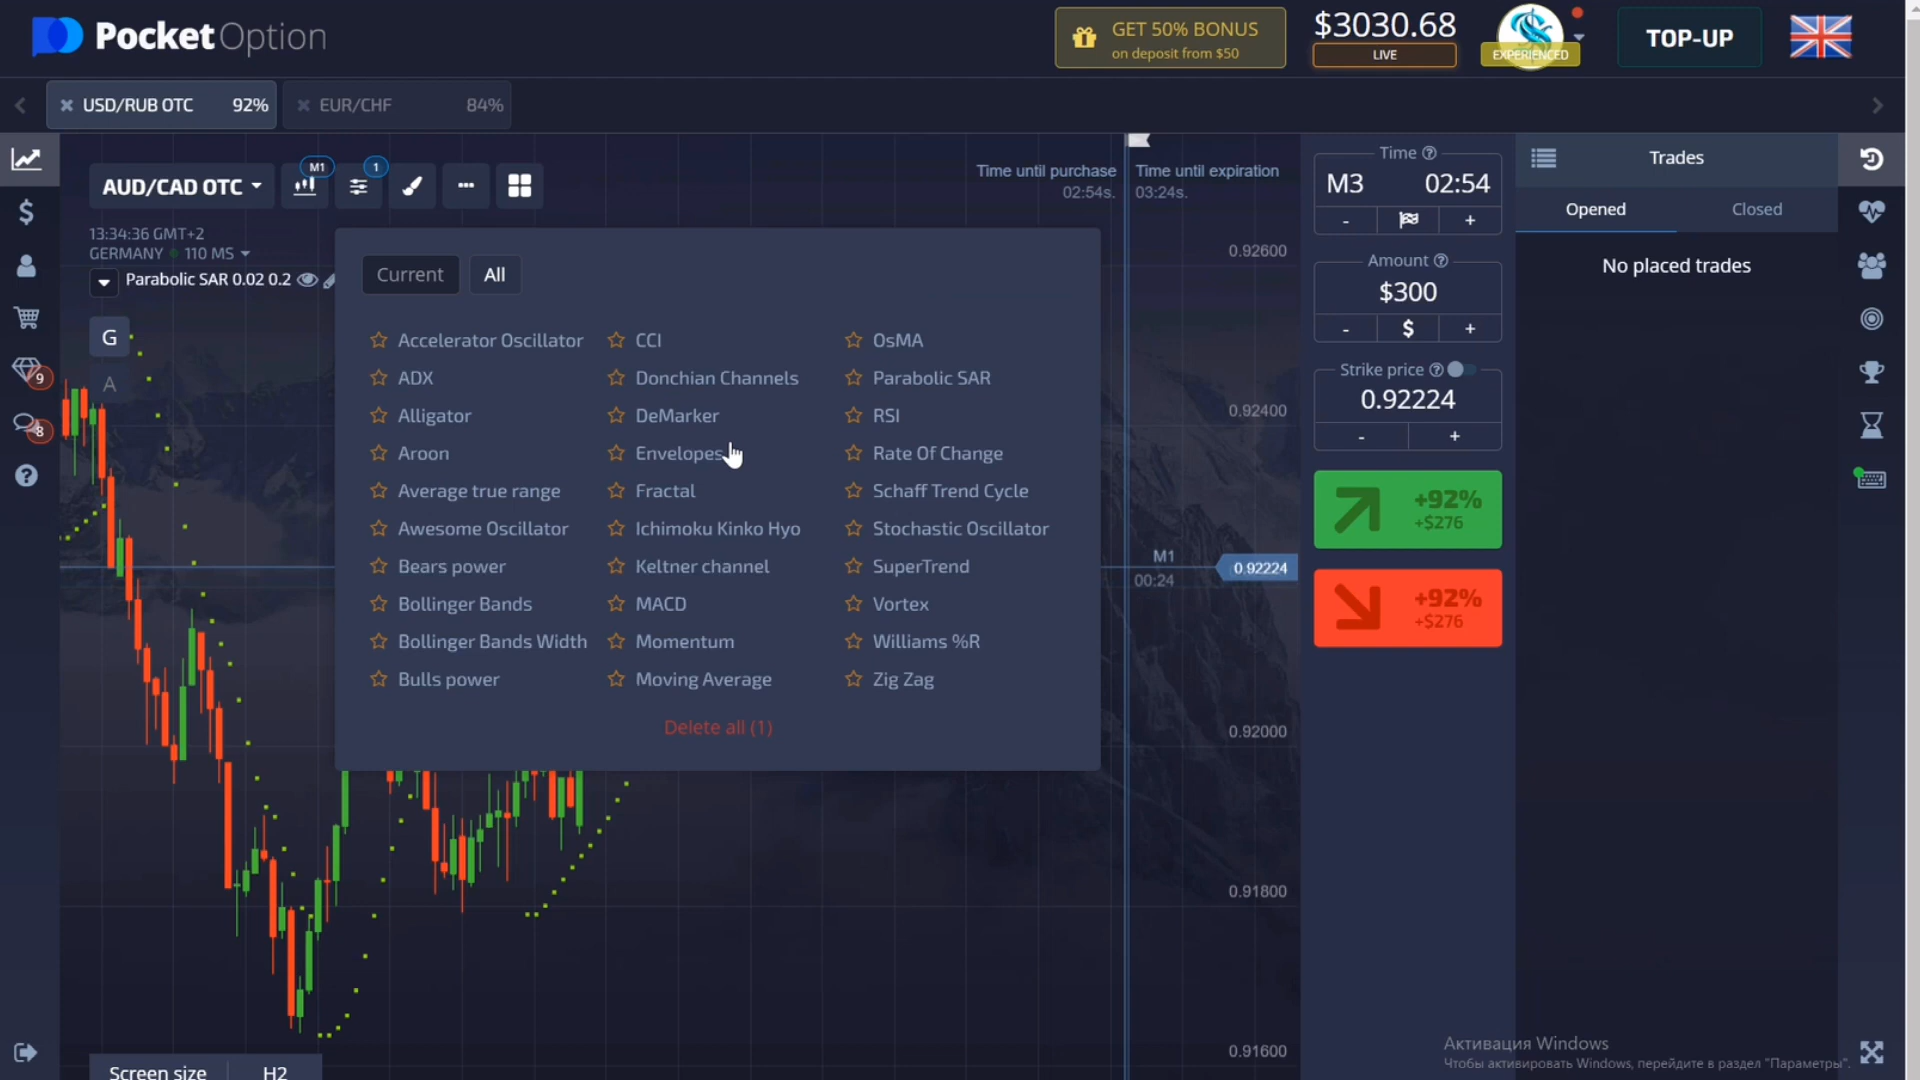 PocketOption
GET 50% BONUS
on deposit from $50
$3030.68
LIVE
EXPERIENCED
TOP-UP
USD/RUB OTC 92%
EUR/CHF 84%
AUD/CAD OTC
M1
1
Time until purchase
02:54s.
Time until expiration
03:24s.
13:34:36 GMT+2
GERMANY 110 MS
Parabolic SAR 0.02 0.2
G
A
9
8
Current
All
Accelerator Oscillator
ADX
Alligator
Aroon
Average true range
Awesome Oscillator
Bears power
Bollinger Bands
Bollinger Bands Width
Bulls power
CCI
Donchian Channels
DeMarker
Envelopes
Fractal
Ichimoku Kinko Hyo
Keltner channel
MACD
Momentum
Moving Average
OsMA
Parabolic SAR
RSI
Rate Of Change
Schaff Trend Cycle
Stochastic Oscillator
SuperTrend
Vortex
Williams %R
Zig Zag
Delete all (1)
0.92600
0.92400
M1
00:24
0.92224
0.92000
0.91800
0.91600
Time
M3 02:54
- +
Amount
$300
- $ +
Strike price
0.92224
- +
+92%
+$276
+92%
+$276
Trades
Opened
Closed
No placed trades
Screen size H2
Активация Windows
Чтобы активировать Windows, перейдите в раздел "Параметры".